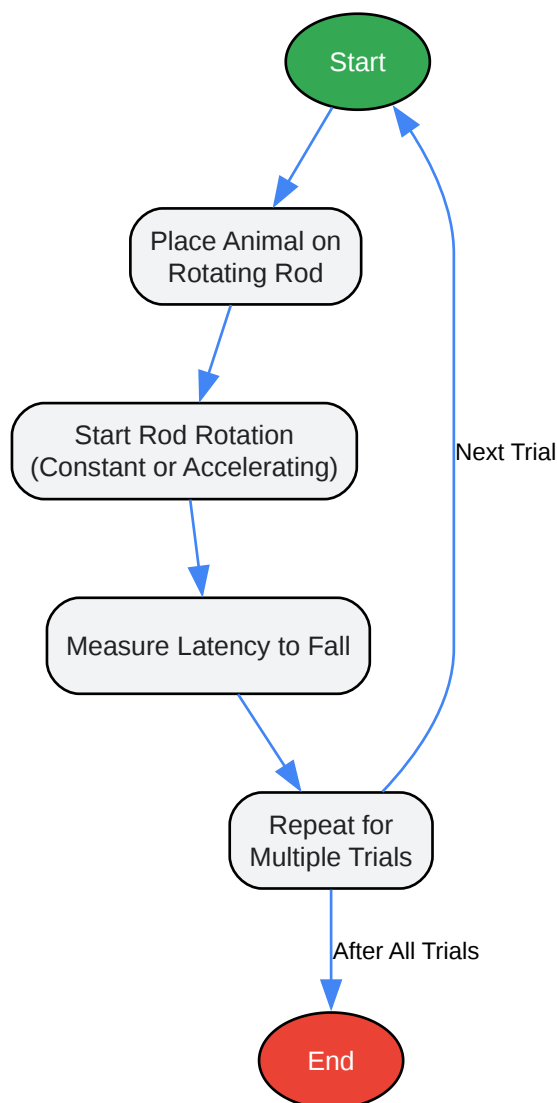 Start
Place Animal on
Rotating Rod
Start Rod Rotation
(Constant or Accelerating)
Next Trial
Measure Latency to Fall
Repeat for
Multiple Trials
After All Trials
End